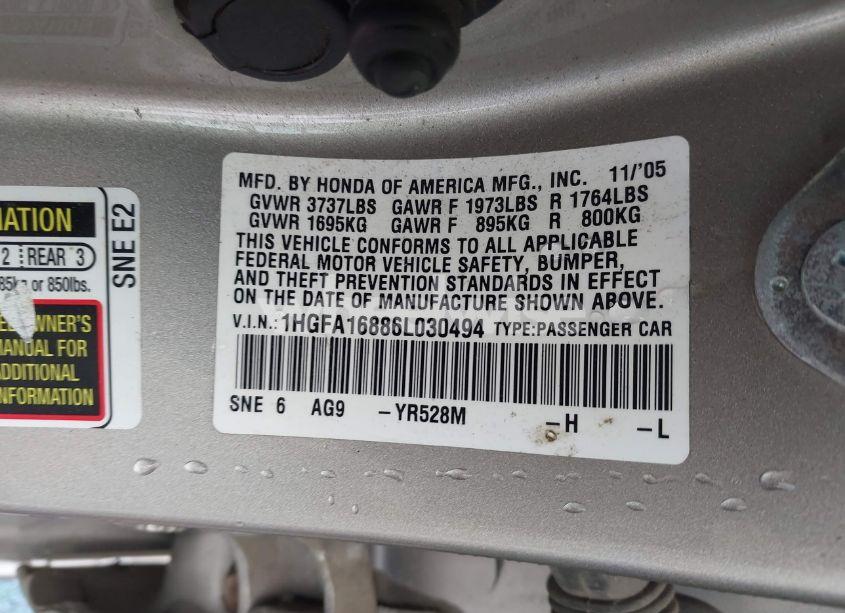 MFD. BY HONDA OF AMERICA MFG., INC. 11/'05
GVWR 3737LBS GAWR F 1973LBS R 1764LBS
GVWR 1695KG GAWR F 895KG R 800KG
THIS VEHICLE CONFORMS TO ALL APPLICABLE
FEDERAL MOTOR VEHICLE SAFETY, BUMPER,
AND THEFT PREVENTION STANDARDS IN EFFECT
ON THE DATE OF MANUFACTURE SHOWN ABOVE.
V.I.N.: 1HGFA16886L030494 TYPE:PASSENGER CAR
SNE 6 AG9 -YR528M -H -L
MATION
2 REAR 3
or 850lbs.
OWNER'S
MANUAL FOR
ADDITIONAL
INFORMATION
SNE E2